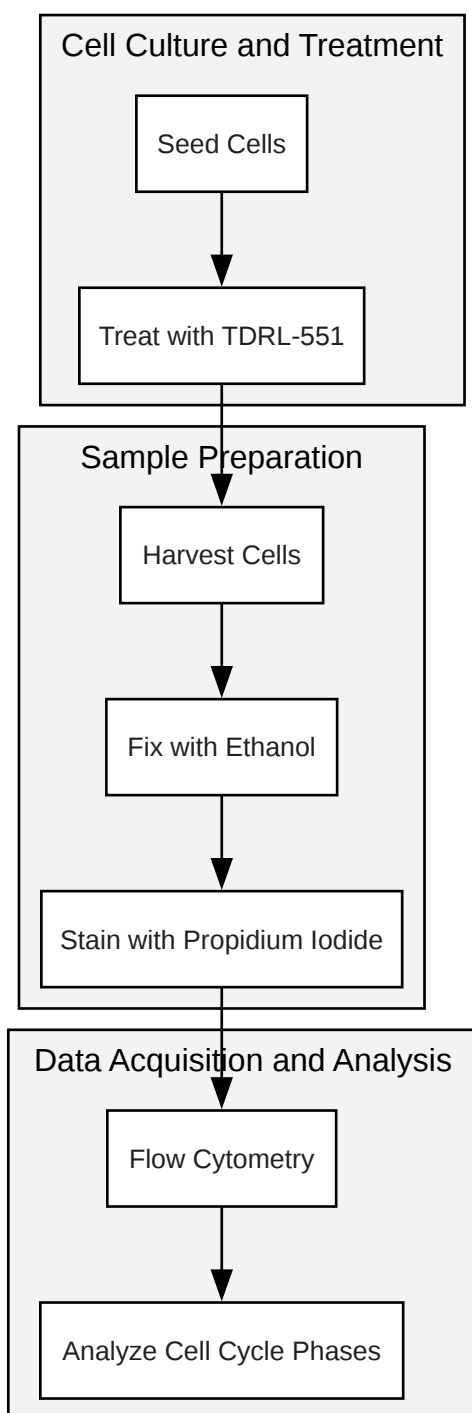 Cell Culture and Treatment
Seed Cells
Treat with TDRL-551
Sample Preparation
Harvest Cells
Fix with Ethanol
Stain with Propidium Iodide
Data Acquisition and Analysis
Flow Cytometry
Analyze Cell Cycle Phases